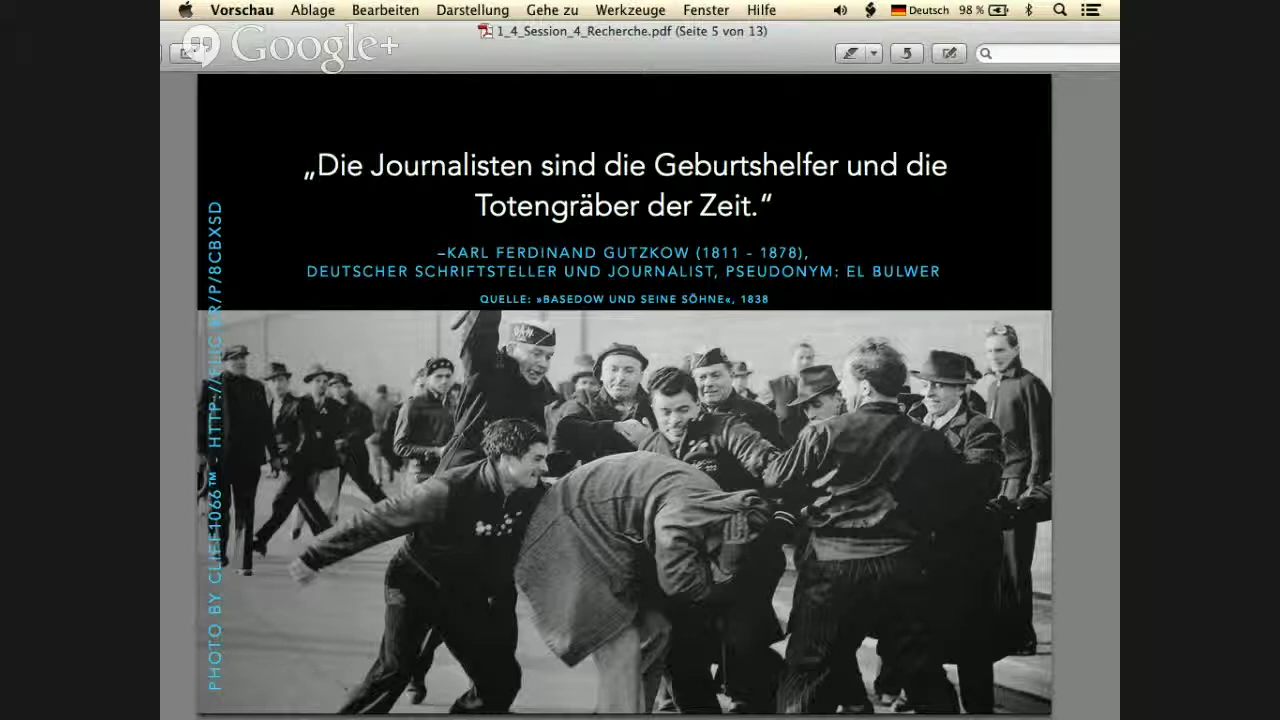 Vorschau Ablage Bearbeiten Darstellung Gehe zu Werkzeuge Fenster Hilfe Deutsch 98 %
1_4_Session_4_Recherche.pdf (Seite 5 von 13)
Google+
„Die Journalisten sind die Geburtshelfer und die
Totengräber der Zeit.“
–KARL FERDINAND GUTZKOW (1811 - 1878),
DEUTSCHER SCHRIFTSTELLER UND JOURNALIST, PSEUDONYM: EL BULWER
QUELLE: »BASEDOW UND SEINE SÖHNE«, 1838
PHOTO BY CLIFF1066™ - HTTP://FLIC.KR/P/8CBXSD